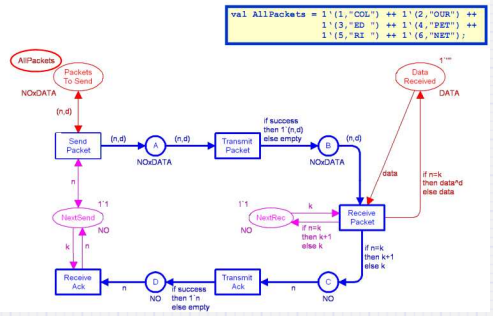 val AllPackets = 1`(1,"COL") ++ 1`(2,"OUR") ++
1`(3,"ED ") ++ 1`(4,"PET") ++
1`(5,"RI ") ++ 1`(6,"NET");
AllPackets
Packets
To Send
NOxDATA
(n,d)
1`""
Data
Received
DATA
Send
Packet
(n,d)
A
NOxDATA
(n,d)
Transmit
Packet
if success
then 1`(n,d)
else empty
B
NOxDATA
(n,d)
data
if n=k
then data^d
else data
n
1`1
NextSend
NO
1`1
NextRec
NO
k
if n=k
then k+1
else k
Receive
Packet
k
n
if n=k
then k+1
else k
Receive
Ack
n
D
NO
if success
then 1`n
else empty
Transmit
Ack
n
C
NO